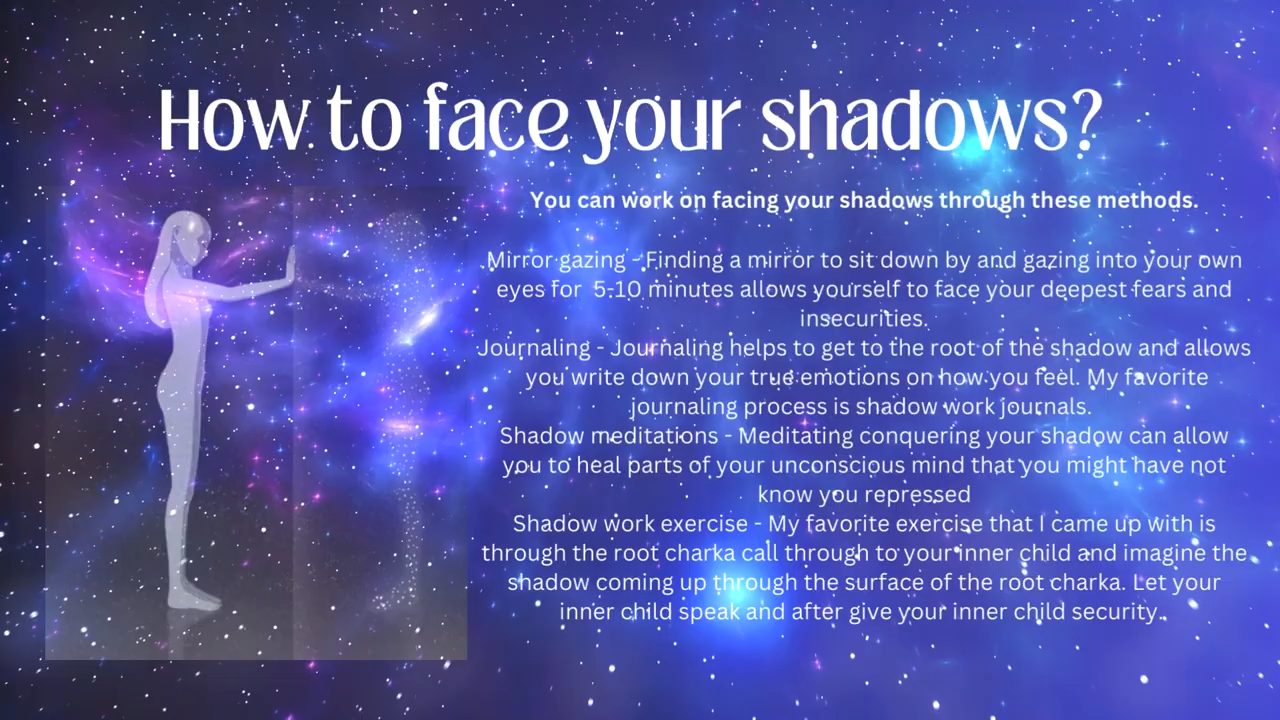 How to face your shadows?
You can work on facing your shadows through these methods.
Mirror gazing - Finding a mirror to sit down by and gazing into your own
eyes for 5-10 minutes allows yourself to face your deepest fears and
insecurities.
Journaling - Journaling helps to get to the root of the shadow and allows
you write down your true emotions on how you feel. My favorite
journaling process is shadow work journals.
Shadow meditations - Meditating conquering your shadow can allow
you to heal parts of your unconscious mind that you might have not
know you repressed
Shadow work exercise - My favorite exercise that I came up with is
through the root charka call through to your inner child and imagine the
shadow coming up through the surface of the root charka. Let your
inner child speak and after give your inner child security.